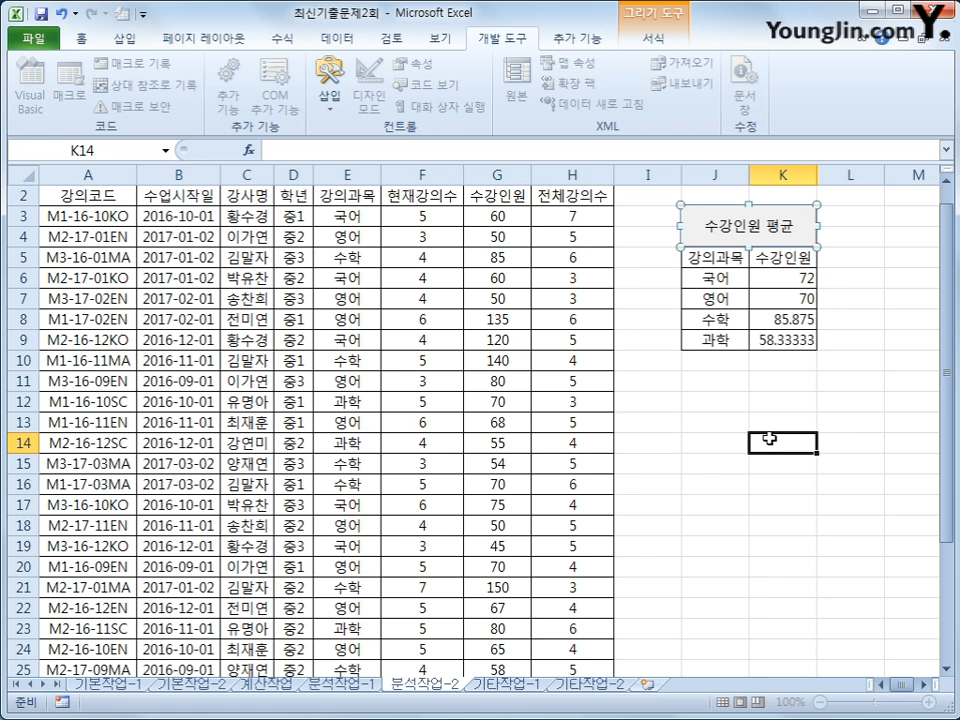 최신기출문제2회 - Microsoft Excel
그리기 도구
Y.
Younglin.com
파일 홈 삽입 페이지 레이아웃 수식 데이터 검토 보기 개발 도구 추가 기능 서식
Visual Basic
매크로
매크로 기록
상대 참조로 기록
매크로 보안
코드
추가 기능
COM 추가 기능
추가 기능
삽입
디자인 모드
속성
코드 보기
대화 상자 실행
컨트롤
원본
맵 속성
확장 팩
데이터 새로 고침
가져오기
내보내기
XML
문서 창
수정
K14 fx
A B C D E F G H I J K L M
2 강의코드 수업시작일 강사명 학년 강의과목 현재강의수 수강인원 전체강의수
3 M1-16-10KO 2016-10-01 황수경 중1 국어 5 60 7 수강인원 평균
4 M2-17-01EN 2017-01-02 이가연 중2 영어 3 50 5
5 M3-16-01MA 2017-01-02 김말자 중3 수학 4 85 6 강의과목 수강인원
6 M2-17-01KO 2017-01-02 박유찬 중2 국어 4 60 3 국어 72
7 M3-17-02EN 2017-02-01 송찬희 중3 영어 4 50 3 영어 70
8 M1-17-02EN 2017-02-01 전미연 중1 영어 6 135 6 수학 85.875
9 M2-16-12KO 2016-12-01 황수경 중2 국어 4 120 5 과학 58.33333
10 M1-16-11MA 2016-11-01 김말자 중1 수학 5 140 4
11 M3-16-09EN 2016-09-01 이가연 중3 영어 3 80 5
12 M1-16-10SC 2016-10-01 유명아 중1 과학 5 70 3
13 M1-16-11EN 2016-11-01 최재훈 중1 영어 6 68 5
14 M2-16-12SC 2016-12-01 강연미 중2 과학 4 55 4
15 M3-17-03MA 2017-03-02 양재연 중3 수학 3 54 5
16 M1-17-03MA 2017-03-02 김말자 중1 수학 5 70 6
17 M3-16-10KO 2016-10-01 박유찬 중3 국어 6 75 4
18 M2-17-11EN 2016-11-01 송찬희 중2 영어 4 50 5
19 M3-16-12KO 2016-12-01 황수경 중3 국어 3 45 5
20 M1-16-09EN 2016-09-01 이가연 중1 영어 5 70 4
21 M2-17-01MA 2017-01-02 김말자 중2 수학 7 150 3
22 M2-16-12EN 2016-12-01 전미연 중2 영어 5 67 4
23 M2-16-11SC 2016-11-01 유명아 중2 과학 5 80 6
24 M2-16-10EN 2016-10-01 최재훈 중2 영어 5 65 4
25 M2-17-09MA 2016-09-01 양재연 중2 수학 4 58 5
기본작업-1 기본작업-2 계산작업 분석작업-1 분석작업-2 기타작업-1 기타작업-2
준비 100%